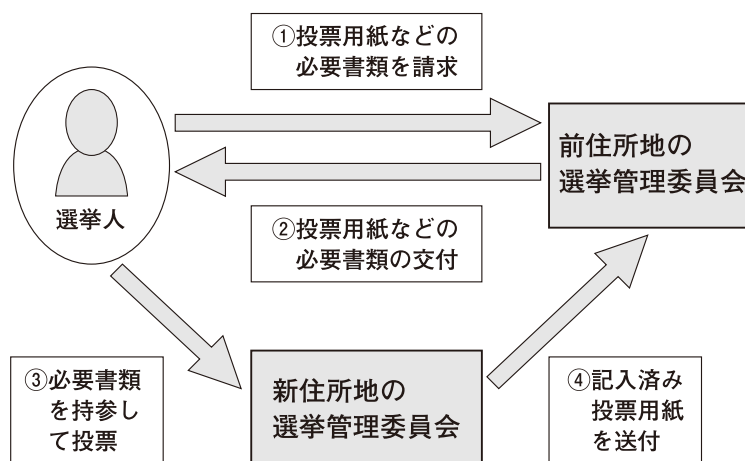 ①投票用紙などの
必要書類を請求
選挙人
前住所地の
選挙管理委員会
②投票用紙などの
必要書類の交付
③必要書類
を持参し
て投票
新住所地の
選挙管理委員会
④記入済み
投票用紙
を送付